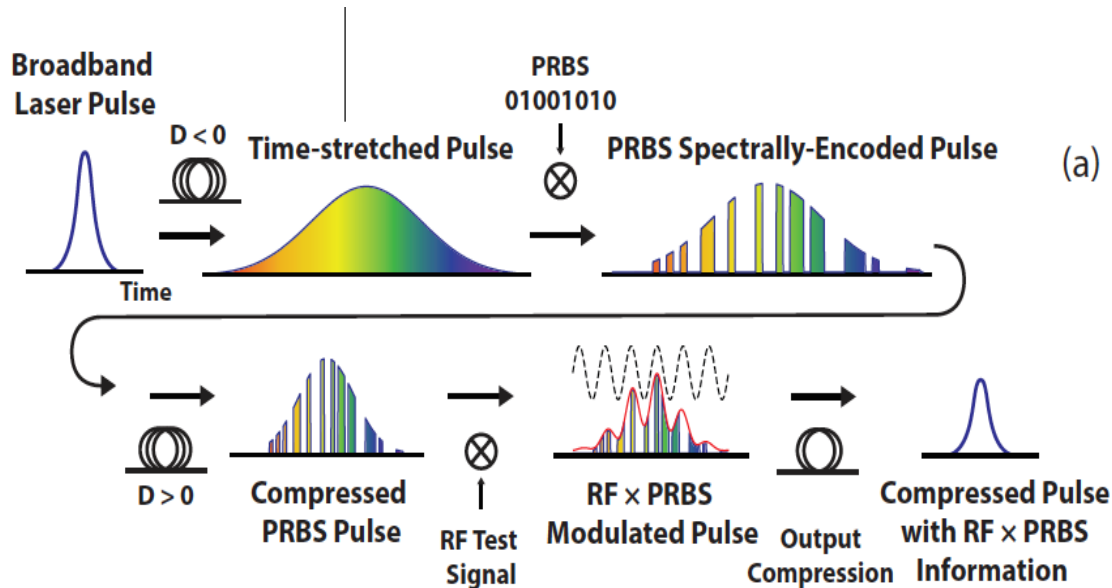 Broadband
Laser Pulse
D < 0
Time-stretched Pulse
PRBS
01001010
PRBS Spectrally-Encoded Pulse
(a)
Time
D > 0
Compressed
PRBS Pulse
RF Test
Signal
RF × PRBS
Modulated Pulse
Output
Compression
Compressed Pulse
with RF × PRBS
Information